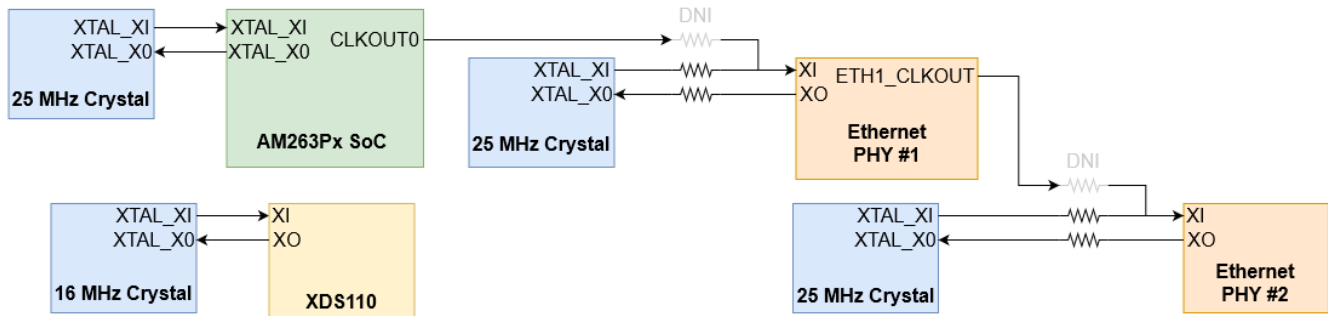 XTAL_XI
XTAL_X0
25 MHz Crystal
XTAL_XI
XTAL_X0
CLKOUT0
AM263Px SoC
DNI
XTAL_XI
XTAL_X0
25 MHz Crystal
XI
XO
ETH1_CLKOUT
Ethernet
PHY #1
DNI
XTAL_XI
XTAL_X0
16 MHz Crystal
XI
XO
XDS110
XTAL_XI
XTAL_X0
25 MHz Crystal
XI
XO
Ethernet
PHY #2